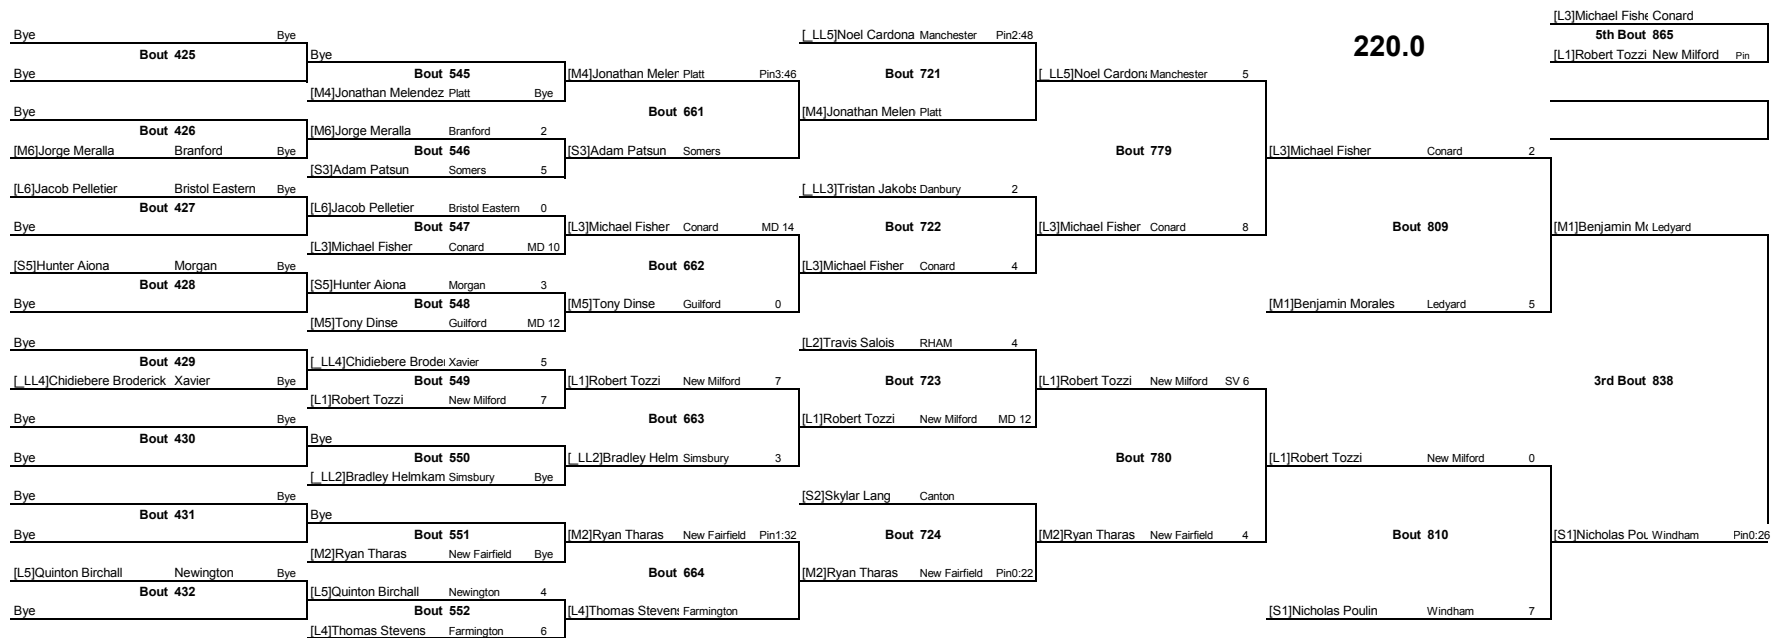 [L3]Michael Fishe Conard
Bye Bye [_LL5]Noel Cardona Manchester Pin2:48 220.0 5th Bout 865
Bout 425 Bye [L1]Robert Tozzi New Milford Pin
Bye Bout 545 [M4]Jonathan Meler Platt Pin3:46 Bout 721 [_LL5]Noel Cardona Manchester 5
[M4]Jonathan Melendez Platt Bye
Bye Bout 661 [M4]Jonathan Melen Platt
Bout 426 [M6]Jorge Meralla Branford 2
[M6]Jorge Meralla Branford Bye Bout 546 [S3]Adam Patsun Somers Bout 779 [L3]Michael Fisher Conard 2
[S3]Adam Patsun Somers 5
[L6]Jacob Pelletier Bristol Eastern Bye [_LL3]Tristan Jakobs Danbury 2
Bout 427 [L6]Jacob Pelletier Bristol Eastern 0
Bye Bout 547 [L3]Michael Fisher Conard MD 14 Bout 722 [L3]Michael Fisher Conard 8 Bout 809 [M1]Benjamin Mo Ledyard
[L3]Michael Fisher Conard MD 10
[S5]Hunter Aiona Morgan Bye Bout 662 [L3]Michael Fisher Conard 4
Bout 428 [S5]Hunter Aiona Morgan 3
Bye Bout 548 [M5]Tony Dinse Guilford 0 [M1]Benjamin Morales Ledyard 5
[M5]Tony Dinse Guilford MD 12
Bye [L2]Travis Salois RHAM 4
Bout 429 [_LL4]Chidiebere Broder Xavier 5
[_LL4]Chidiebere Broderick Xavier Bye Bout 549 [L1]Robert Tozzi New Milford 7 Bout 723 [L1]Robert Tozzi New Milford SV 6 3rd Bout 838
[L1]Robert Tozzi New Milford 7
Bye Bye Bout 663 [L1]Robert Tozzi New Milford MD 12
Bout 430 Bye
Bye Bout 550 [_LL2]Bradley Helm Simsbury 3 Bout 780 [L1]Robert Tozzi New Milford 0
[_LL2]Bradley Helmkam Simsbury Bye
Bye Bye [S2]Skylar Lang Canton
Bout 431 Bye
Bye Bout 551 [M2]Ryan Tharas New Fairfield Pin1:32 Bout 724 [M2]Ryan Tharas New Fairfield 4 Bout 810 [S1]Nicholas Pou Windham Pin0:26
[M2]Ryan Tharas New Fairfield Bye
[L5]Quinton Birchall Newington Bye Bout 664 [M2]Ryan Tharas New Fairfield Pin0:22
Bout 432 [L5]Quinton Birchall Newington 4
Bye Bout 552 [L4]Thomas Stevens Farmington [S1]Nicholas Poulin Windham 7
[L4]Thomas Stevens Farmington 6